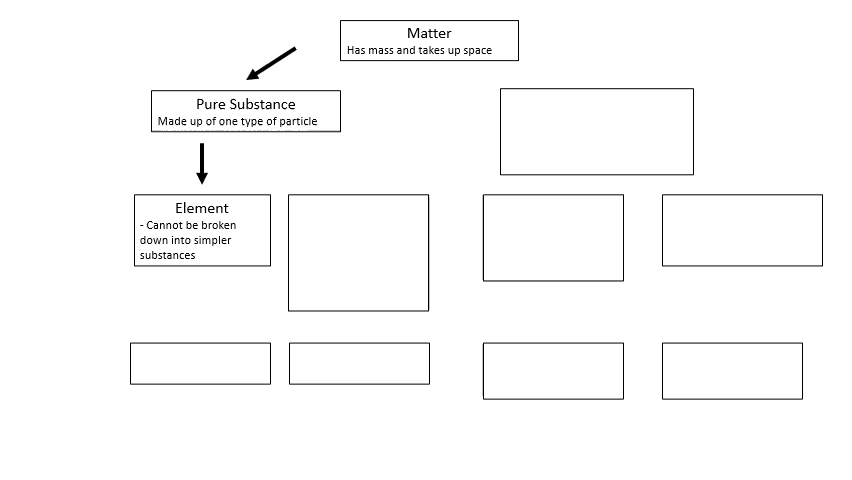 Matter
Has mass and takes up space
Pure Substance
Made up of one type of particle
Element
- Cannot be broken
down into simpler
substances